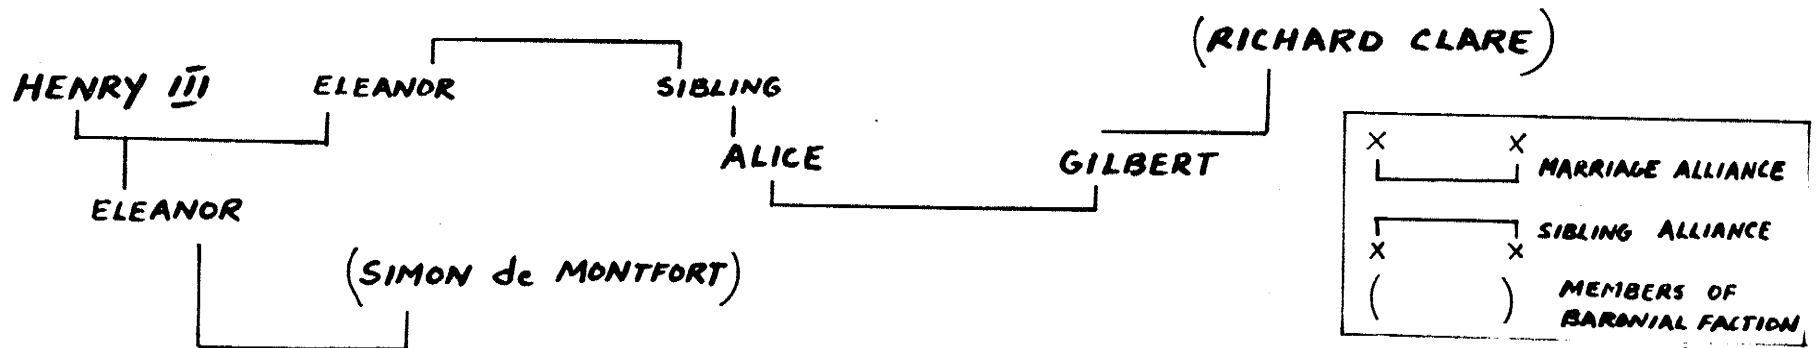 (RICHARD CLARE)
HENRY III ELEANOR SIBLING
ALICE GILBERT
ELEANOR
(SIMON de MONTFORT)
X X
MARRIAGE ALLIANCE
SIBLING ALLIANCE
X X
( ) MEMBERS OF
BARONIAL FACTION